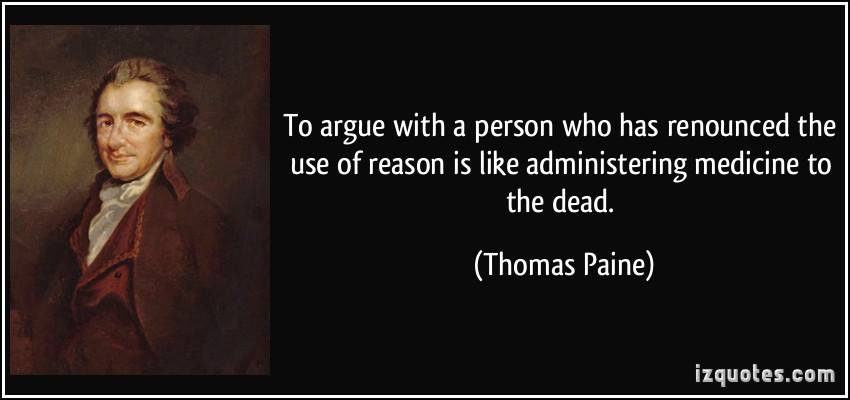 To argue with a person who has renounced the
use of reason is like administering medicine to
the dead.
(Thomas Paine)
izquotes.com